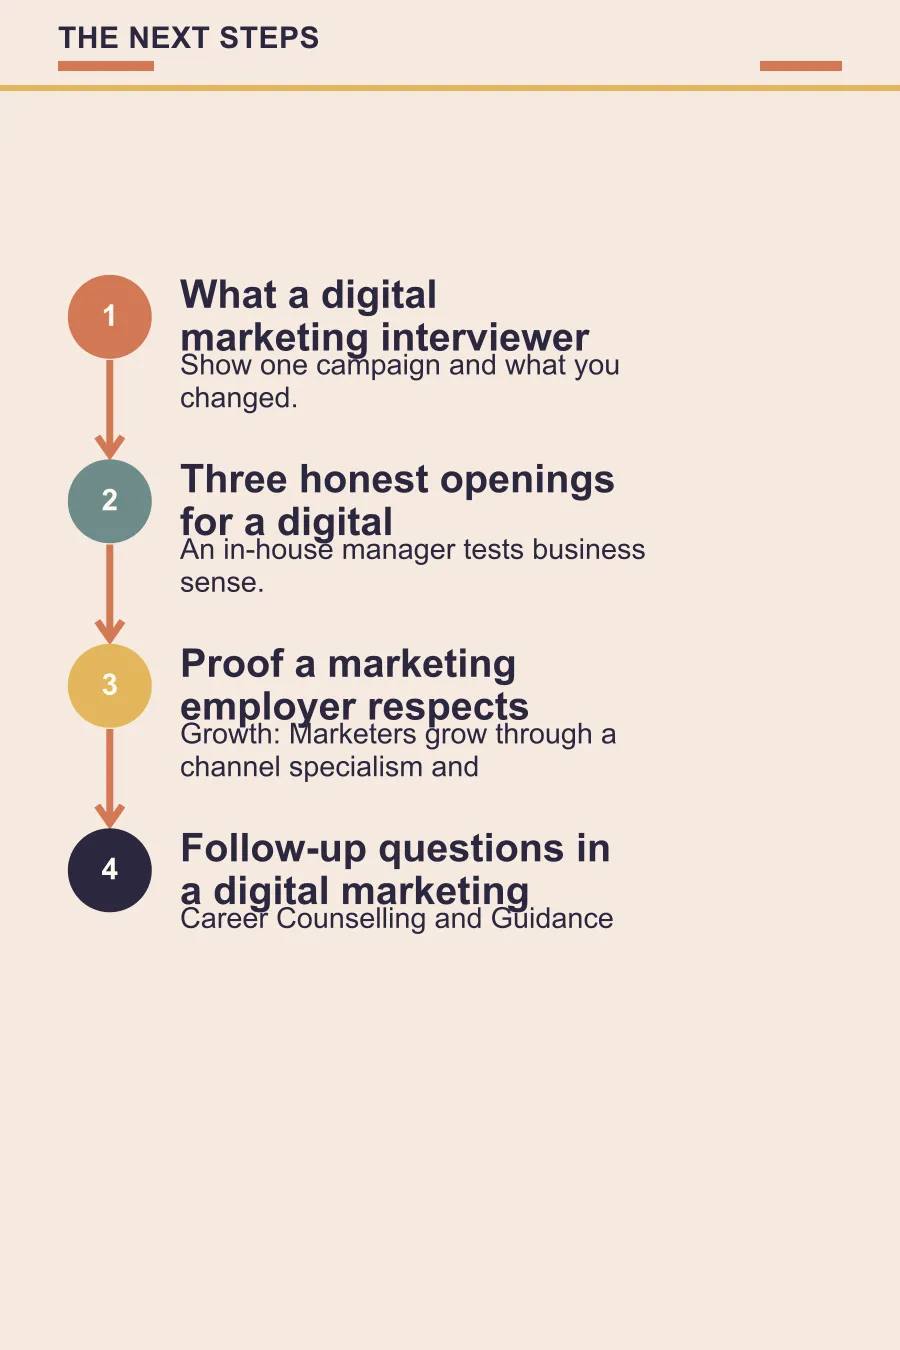 THE NEXT STEPS
1
What a digital
marketing interviewer
Show one campaign and what you
changed.
2
Three honest openings
for a digital
An in-house manager tests business
sense.
3
Proof a marketing
employer respects
Growth: Marketers grow through a
channel specialism and
4
Follow-up questions in
a digital marketing
Career Counselling and Guidance